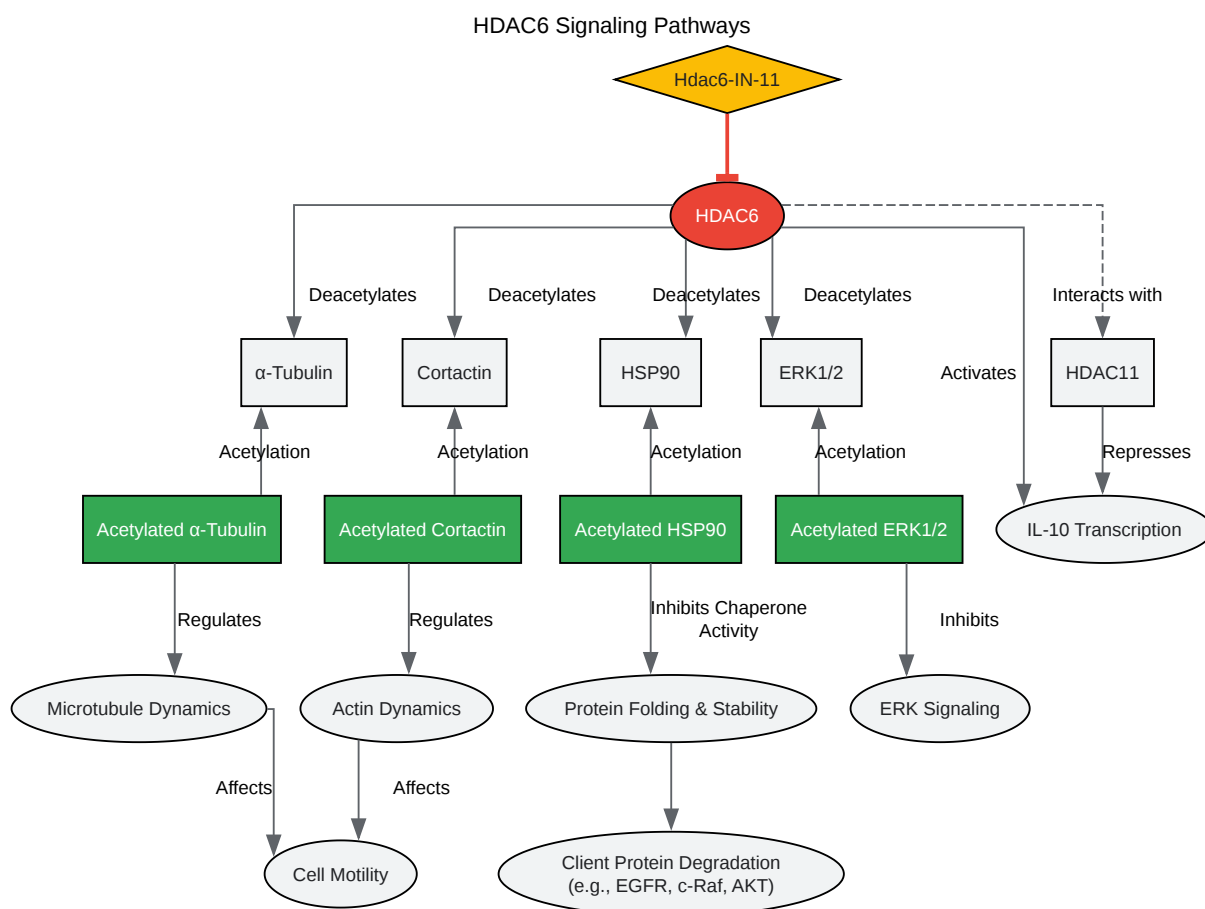 HDAC6 Signaling Pathways
Hdac6-IN-11
HDAC6
Deacetylates
Deacetylates
Deacetylates
Deacetylates
Interacts with
α-Tubulin
Cortactin
HSP90
ERK1/2
Activates
HDAC11
Acetylation
Acetylation
Acetylation
Acetylation
Represses
Acetylated α-Tubulin
Acetylated Cortactin
Acetylated HSP90
Acetylated ERK1/2
IL-10 Transcription
Regulates
Regulates
Inhibits Chaperone
Activity
Inhibits
Microtubule Dynamics
Actin Dynamics
Protein Folding & Stability
ERK Signaling
Affects
Affects
Cell Motility
Client Protein Degradation
(e.g., EGFR, c-Raf, AKT)